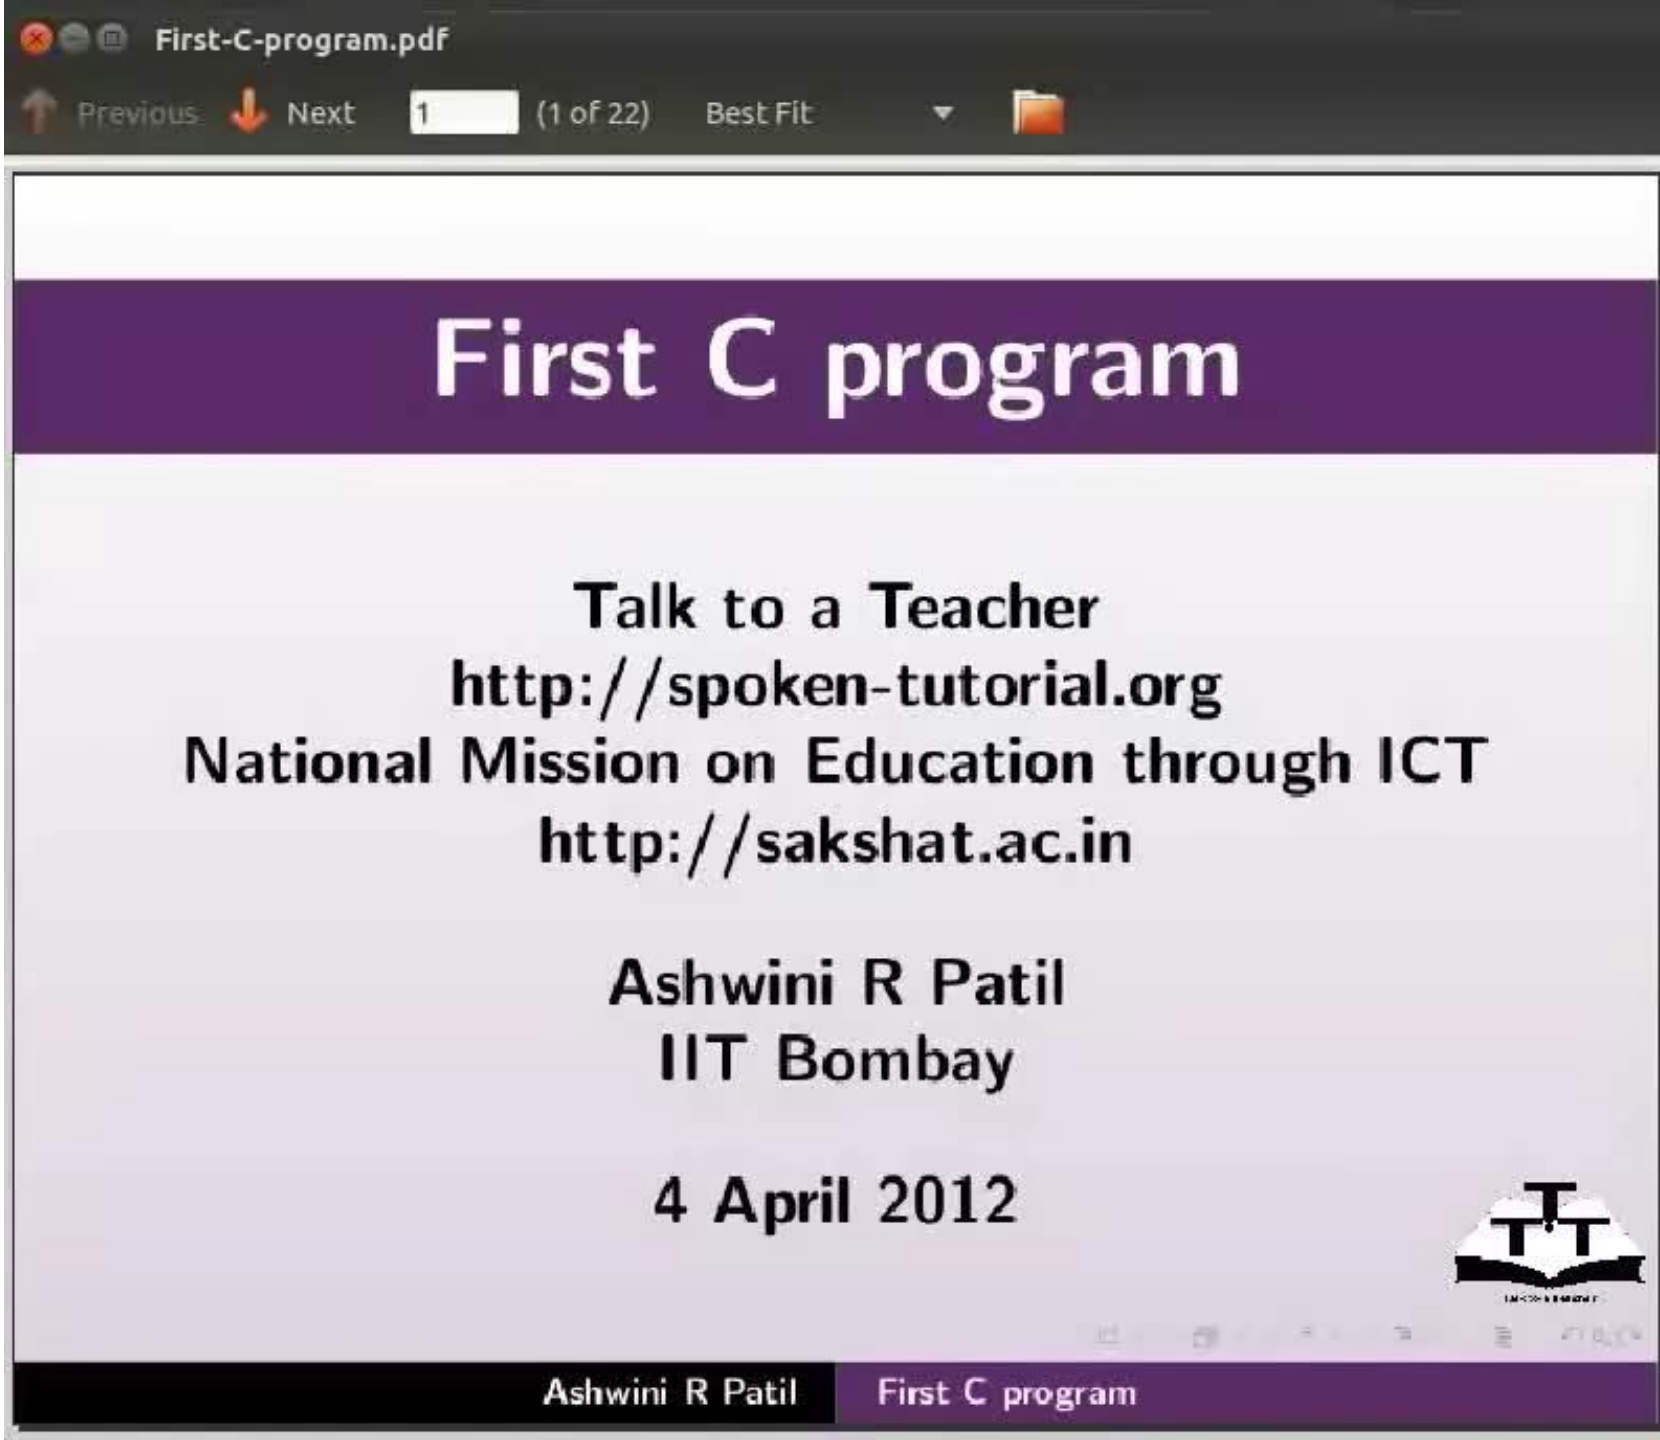 First-C-program.pdf
Previous Next 1 (1 of 22) Best Fit
First C program
Talk to a Teacher
http://spoken-tutorial.org
National Mission on Education through ICT
http://sakshat.ac.in
Ashwini R Patil
IIT Bombay
4 April 2012
T
T T
Ashwini R Patil First C program